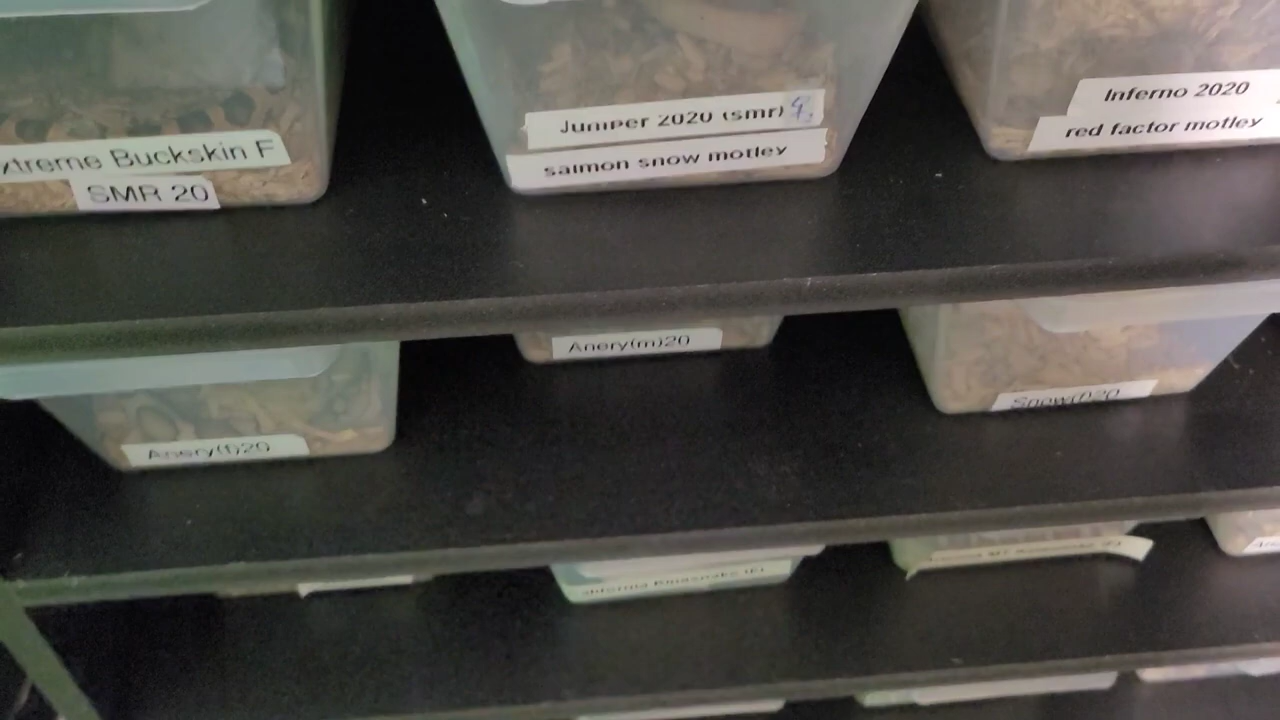 xtreme Buckskin F
SMR 20
Juniper 2020 (smr)
salmon snow motley
Inferno 2020
red factor motley
Anery(m)20
Snow(f)20
Anery(f)20